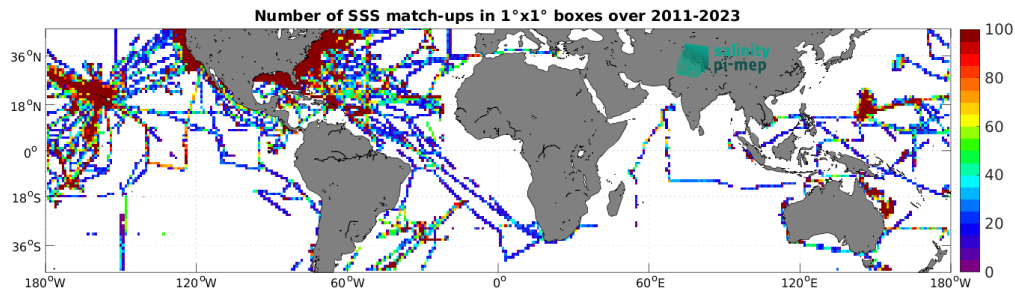 Number of SSS match-ups in 1°x1° boxes over 2011-2023
salinity
pi-mep
36°N
18°N
0°
18°S
36°S
180°W
120°W
60°W
0°
60°E
120°E
180°W
100
80
60
40
20
0